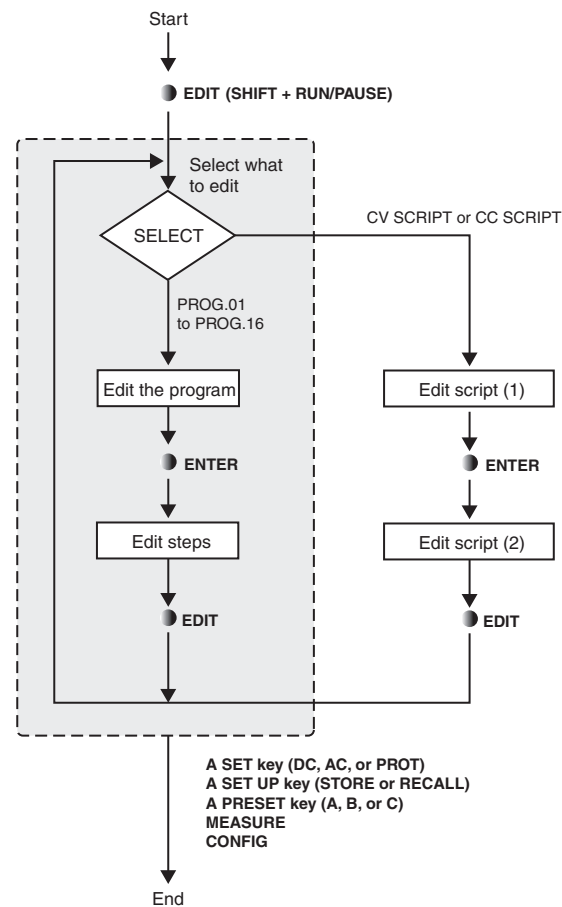 Start
EDIT (SHIFT + RUN/PAUSE)
Select what
to edit
SELECT
CV SCRIPT or CC SCRIPT
PROG.01
to PROG.16
Edit the program
Edit script (1)
ENTER
ENTER
Edit steps
Edit script (2)
EDIT
EDIT
A SET key (DC, AC, or PROT)
A SET UP key (STORE or RECALL)
A PRESET key (A, B, or C)
MEASURE
CONFIG
End